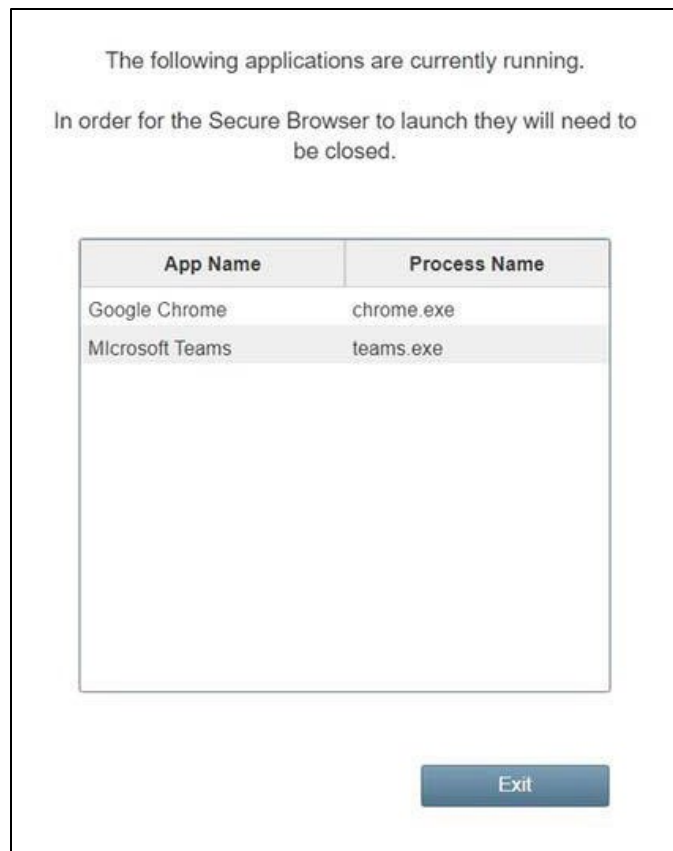 The following applications are currently running.
In order for the Secure Browser to launch they will need to
be closed.
App Name Process Name
Google Chrome chrome.exe
MIcrosoft Teams teams.exe
Exit